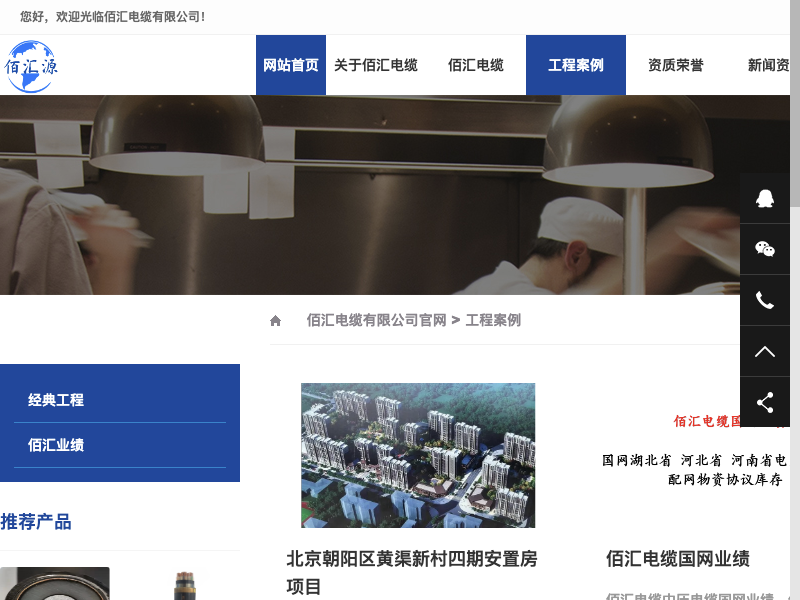 您好，欢迎光临佰汇电缆有限公司！
佰汇源
网站首页 关于佰汇电缆 佰汇电缆 工程案例 资质荣誉 新闻资
佰汇电缆有限公司官网 > 工程案例
经典工程
佰汇业绩
推荐产品
佰汇电缆国
国网湖北省 河北省 河南省电
配网物资协议库存
北京朝阳区黄渠新村四期安置房
项目
佰汇电缆国网业绩
佰汇电缆中压电缆国网业绩